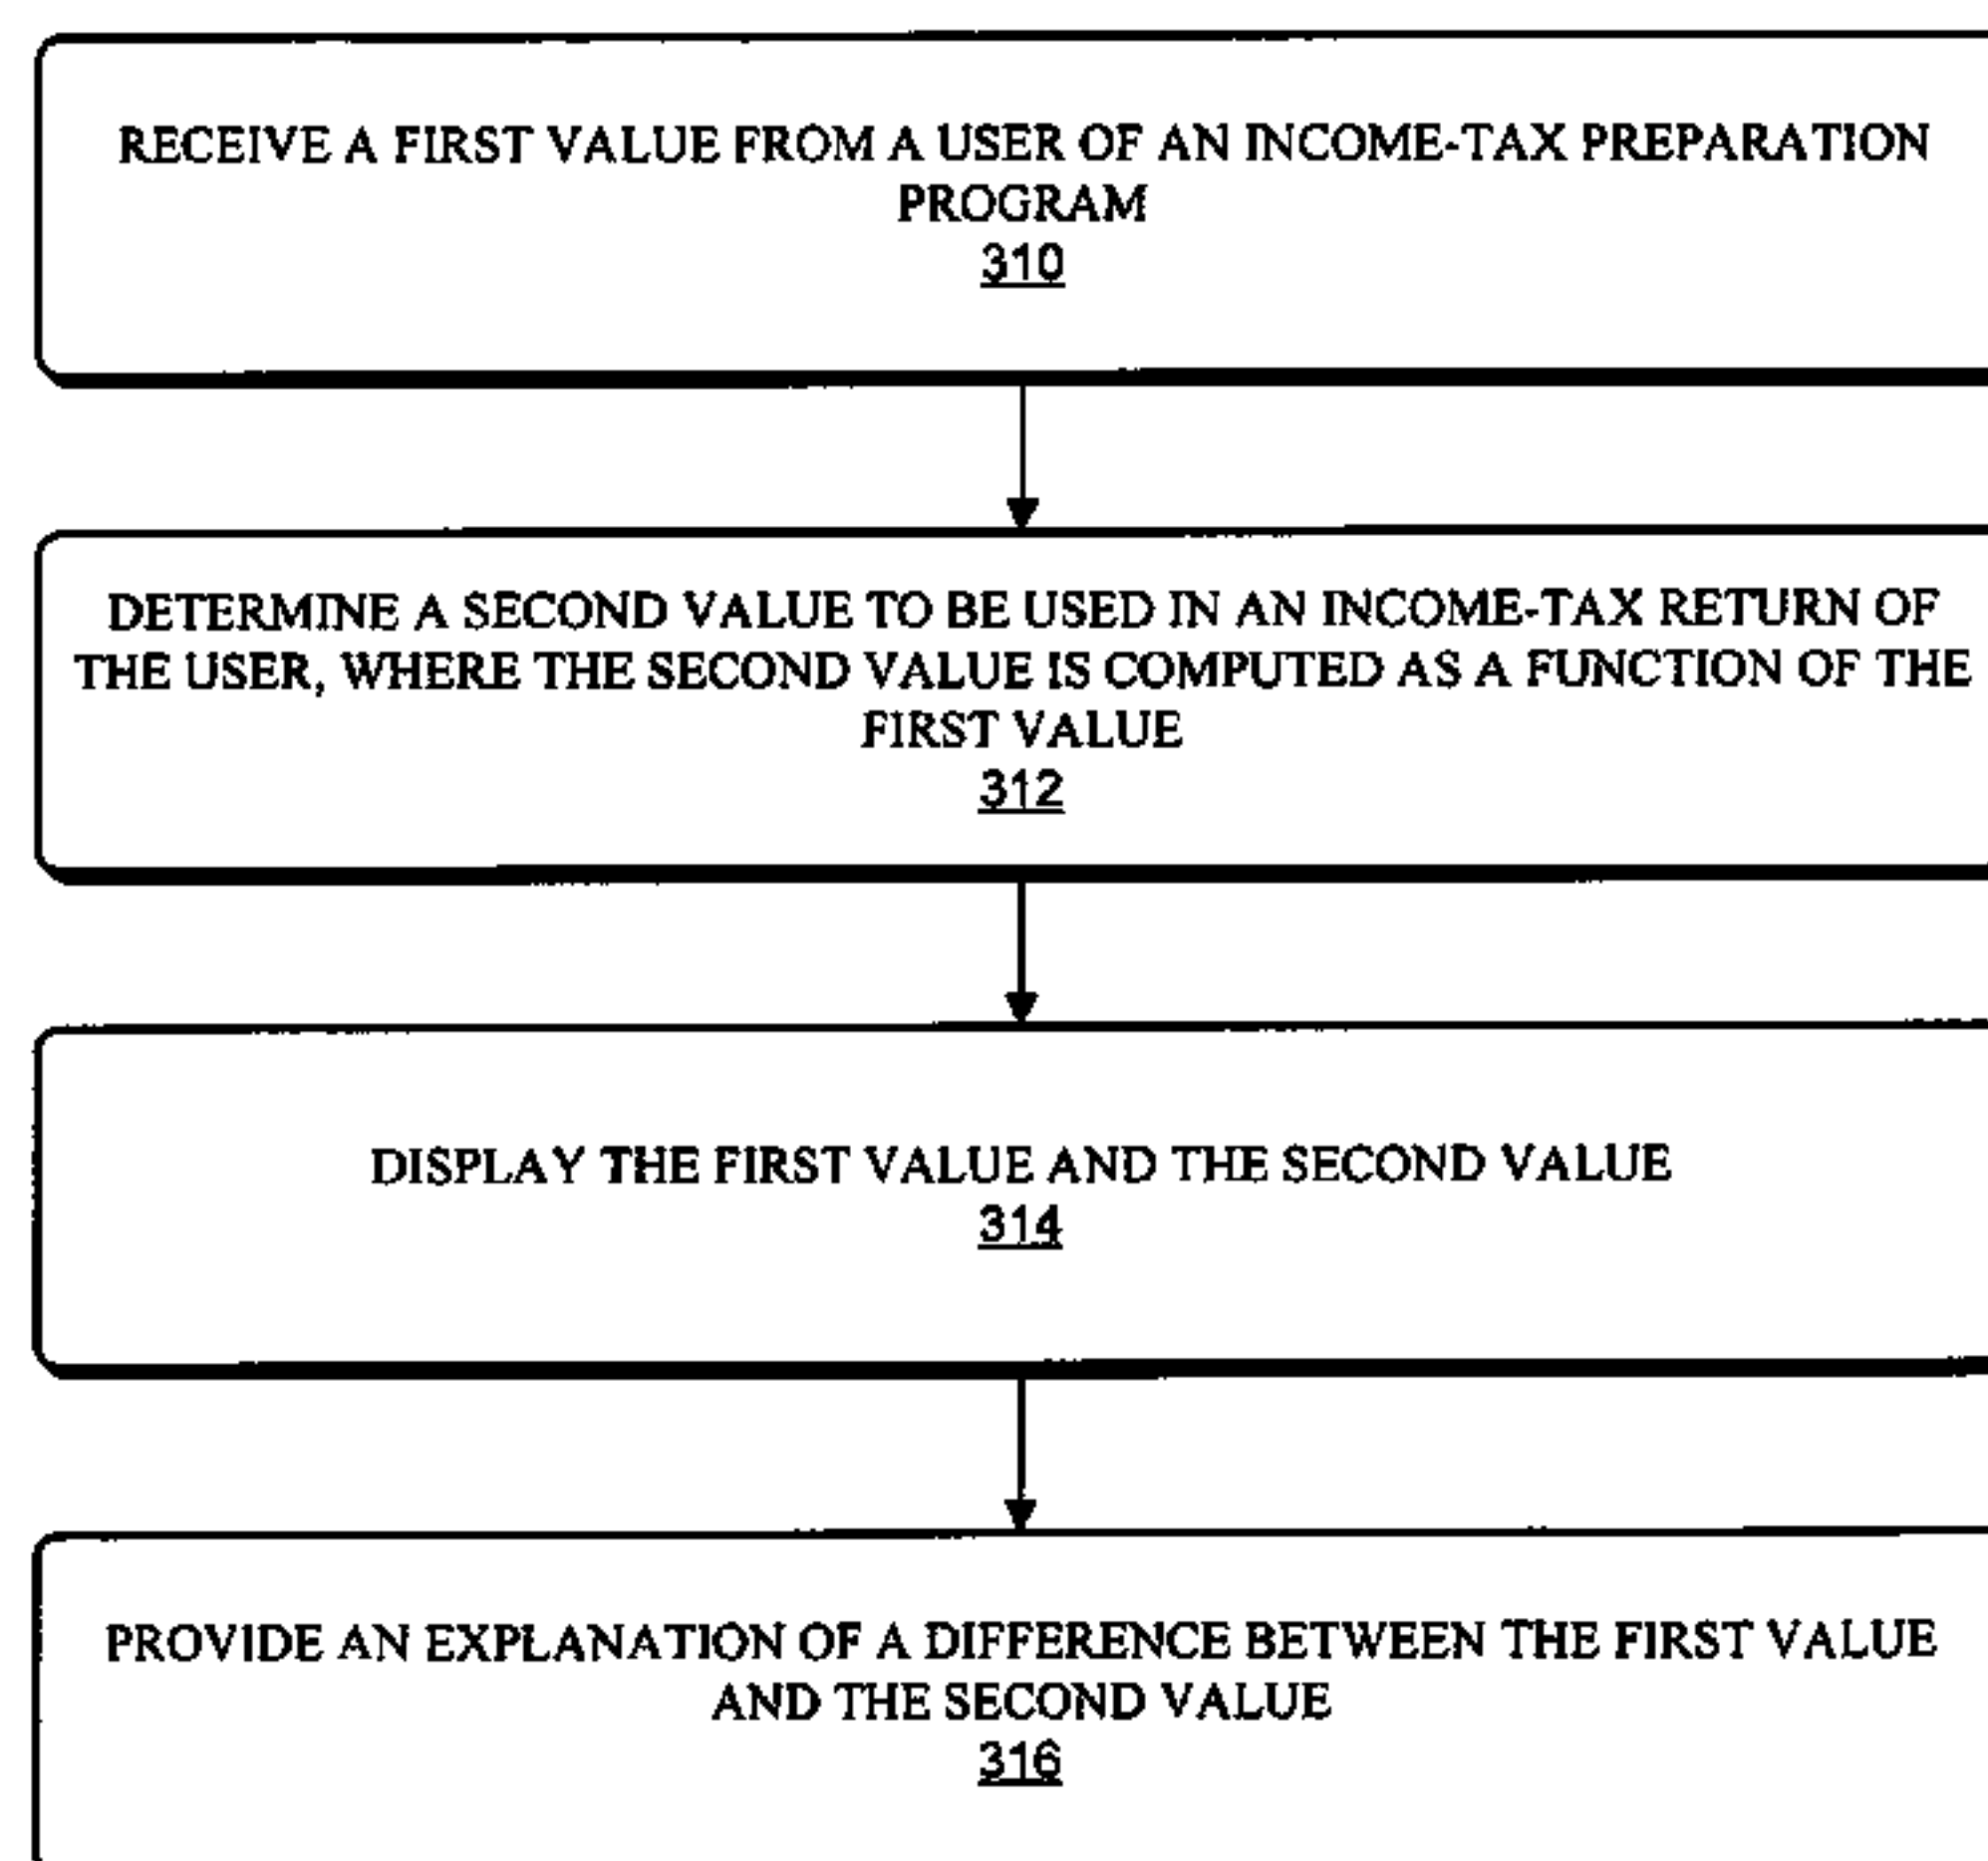 RECEIVE A FIRST VALUE FROM A USER OF AN INCOME-TAX PREPARATION
PROGRAM
310
DETERMINE A SECOND VALUE TO BE USED IN AN INCOME-TAX RETURN OF
THE USER, WHERE THE SECOND VALUE IS COMPUTED AS A FUNCTION OF THE
FIRST VALUE
312
DISPLAY THE FIRST VALUE AND THE SECOND VALUE
314
PROVIDE AN EXPLANATION OF A DIFFERENCE BETWEEN THE FIRST VALUE
AND THE SECOND VALUE
316